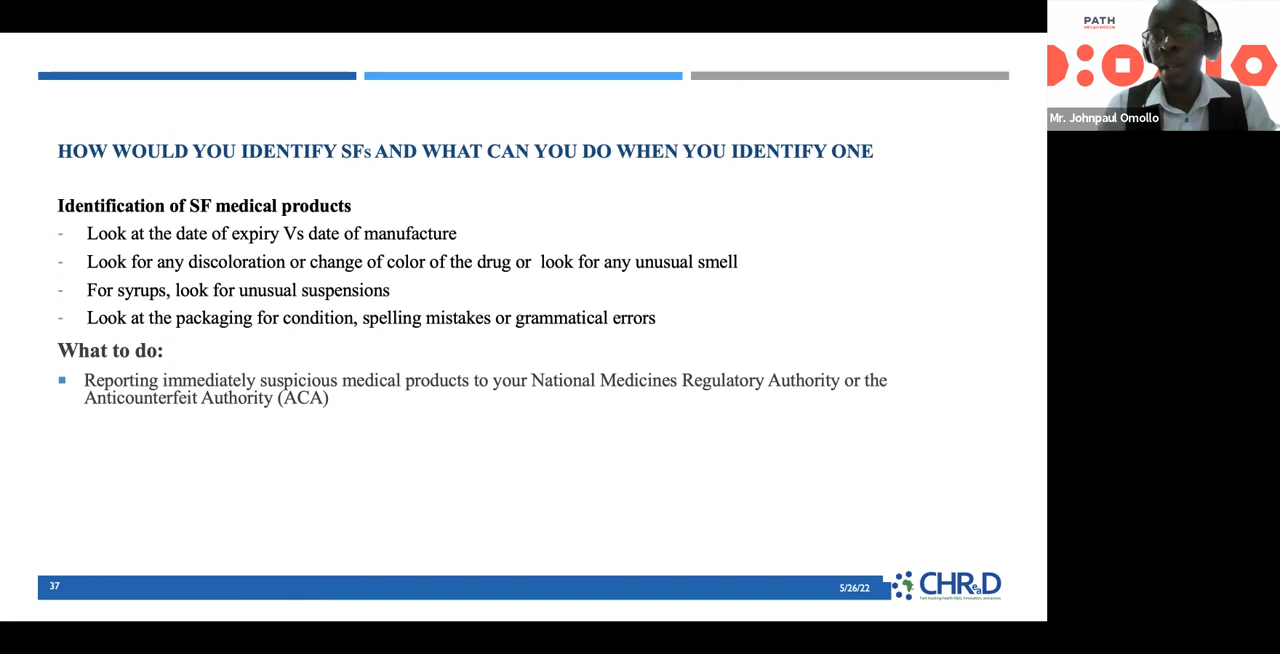 PATH
Mr. Johnpaul Omollo
HOW WOULD YOU IDENTIFY SFs AND WHAT CAN YOU DO WHEN YOU IDENTIFY ONE
Identification of SF medical products
- Look at the date of expiry Vs date of manufacture
- Look for any discoloration or change of color of the drug or look for any unusual smell
- For syrups, look for unusual suspensions
- Look at the packaging for condition, spelling mistakes or grammatical errors
What to do:
Reporting immediately suspicious medical products to your National Medicines Regulatory Authority or the
Anticounterfeit Authority (ACA)
37
5/26/22
CHReaD